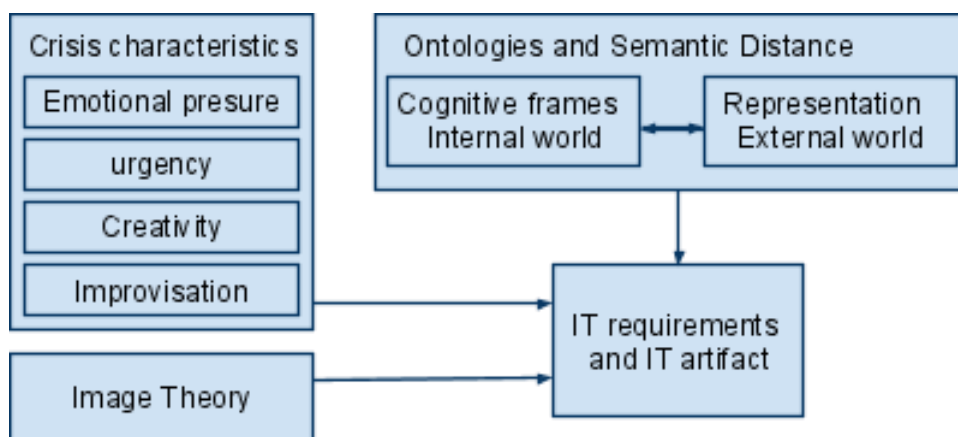 Crisis characteristics
Emotional presure
urgency
Creativity
Improvisation
Image Theory
Ontologies and Semantic Distance
Cognitive frames
Internal world
Representation
External world
IT requirements
and IT artifact